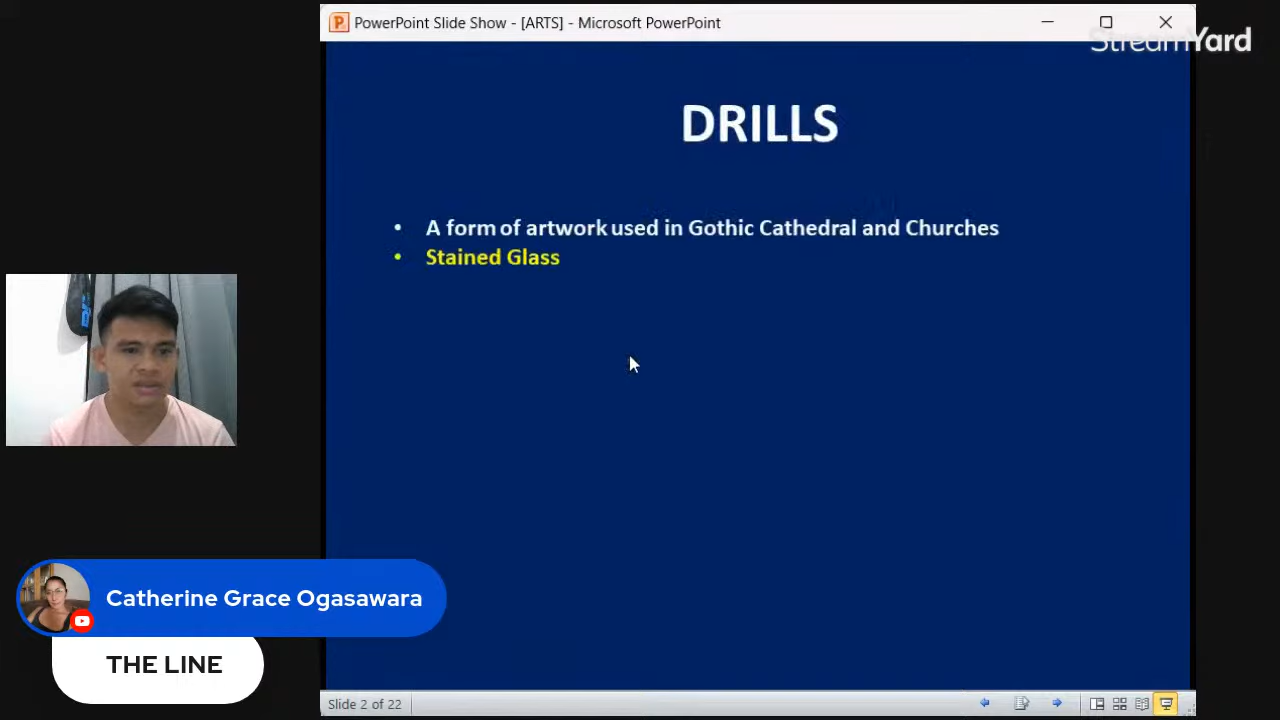 PowerPoint Slide Show - [ARTS] - Microsoft PowerPoint
StreamYard
DRILLS
• A form of artwork used in Gothic Cathedral and Churches
• Stained Glass
Catherine Grace Ogasawara
THE LINE
Slide 2 of 22